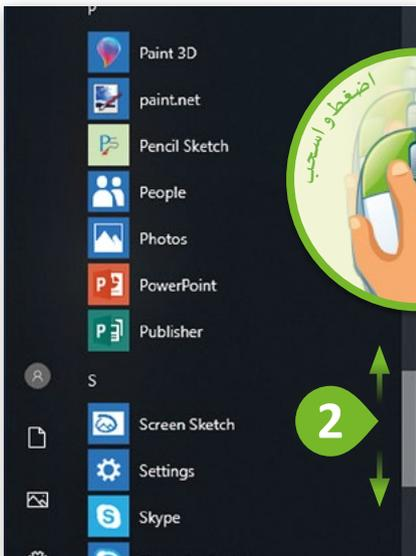 P
Paint 3D
paint.net
Pencil Sketch
People
Photos
PowerPoint
Publisher
S
Screen Sketch
Settings
Skype
اضغط واسحب
2